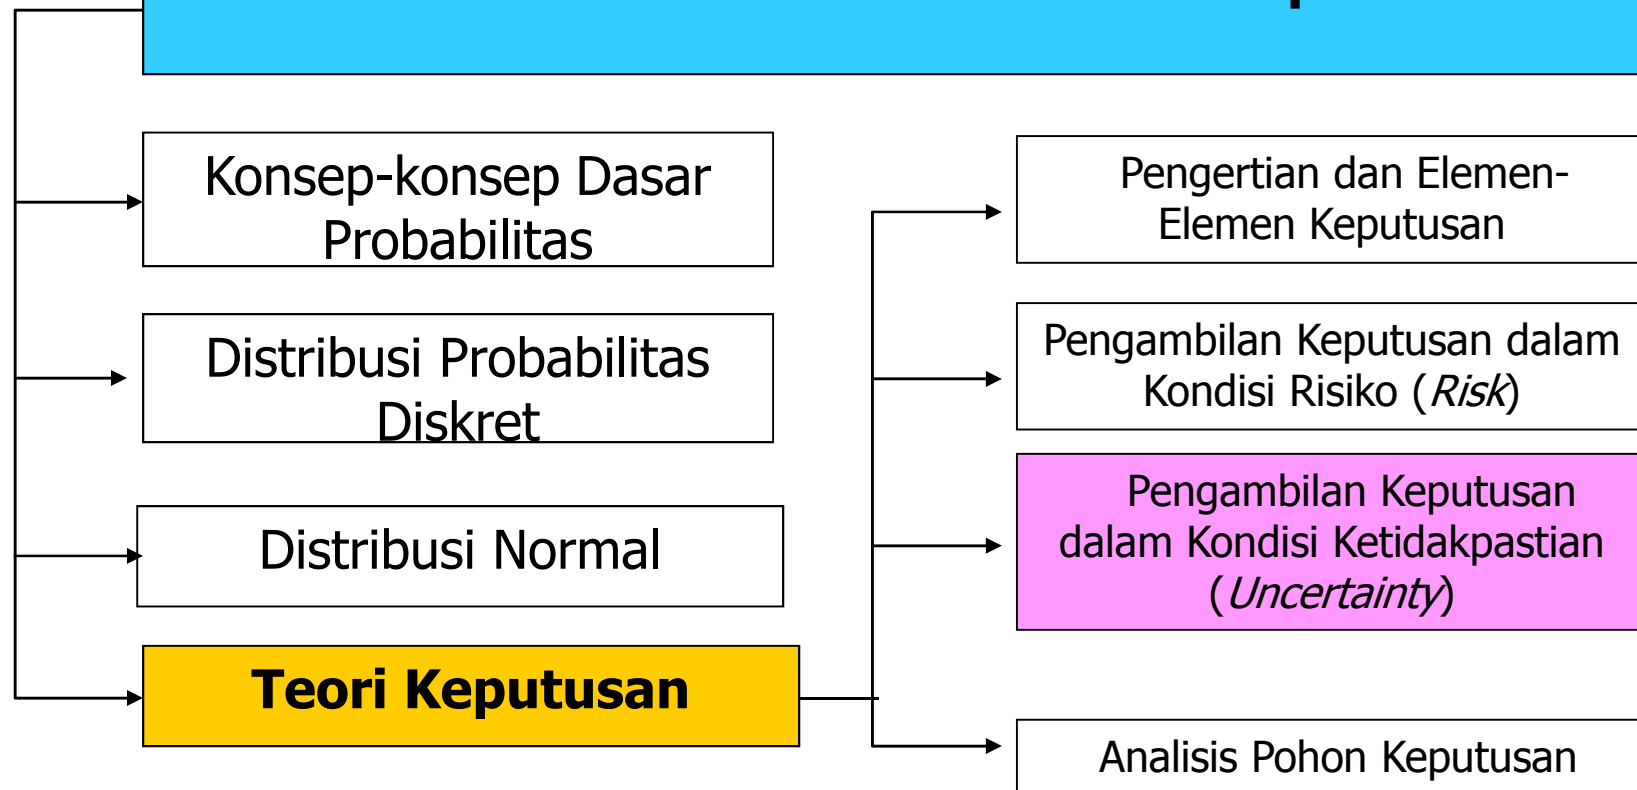 Konsep-konsep Dasar
Probabilitas
Distribusi Probabilitas
Diskret
Distribusi Normal
Teori Keputusan
Pengertian dan Elemen-
Elemen Keputusan
Pengambilan Keputusan dalam
Kondisi Risiko (Risk)
Pengambilan Keputusan
dalam Kondisi Ketidakpastian
(Uncertainty)
Analisis Pohon Keputusan